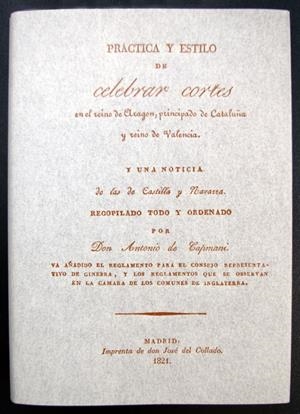 PRÁCTICA Y ESTILO
DE
celebrar cortes
en el reino de Aragon, principado de Cataluña
y reino de Valencia.
Y UNA NOTICIA
de las de Castilla y Navarra.
RECOPILADO TODO Y ORDENADO
POR
Don Antonio de Capmani.
VA AÑADIDO EL REGLAMENTO PARA EL CONSEJO REPRESENTA-
TIVO DE GINEBRA, Y LOS REGLAMENTOS QUE SE OBSERVAN
EN LA CAMARA DE LOS COMUNES DE INGLATERRA.
MADRID:
Imprenta de don José del Collado.
1821.